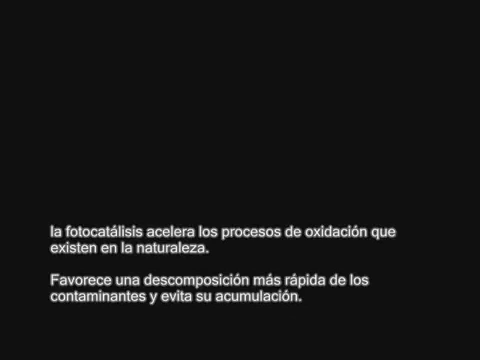 la fotocatálisis acelera los procesos de oxidación que
existen en la naturaleza.
Favorece una descomposición más rápida de los
contaminantes y evita su acumulación.